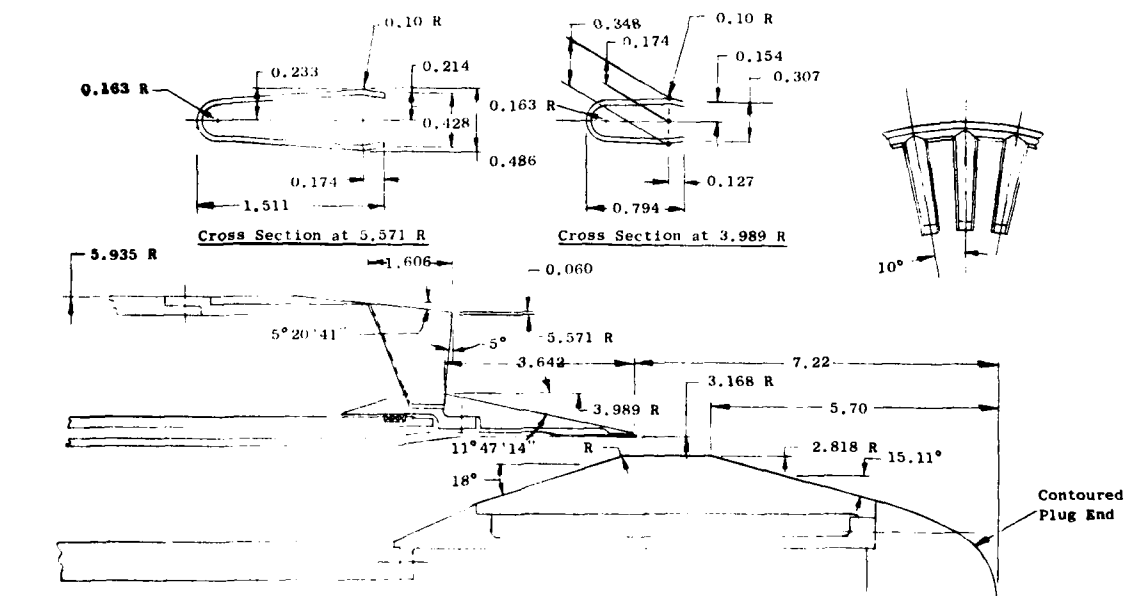 0.10 R
0.233
0.214
0.163 R
0.428
0.486
0.174
1.511
Cross Section at 5.571 R
0.348
0.10 R
0.174
0.154
0.307
0.163 R
0.127
0.794
Cross Section at 3.989 R
10°
5.935 R
1.606
0.060
5°20'41"
5°
5.571 R
3.642
7.22
3.168 R
3.989 R
5.70
11°47'14"
R
2.818 R
15.11°
18°
Contoured
Plug End